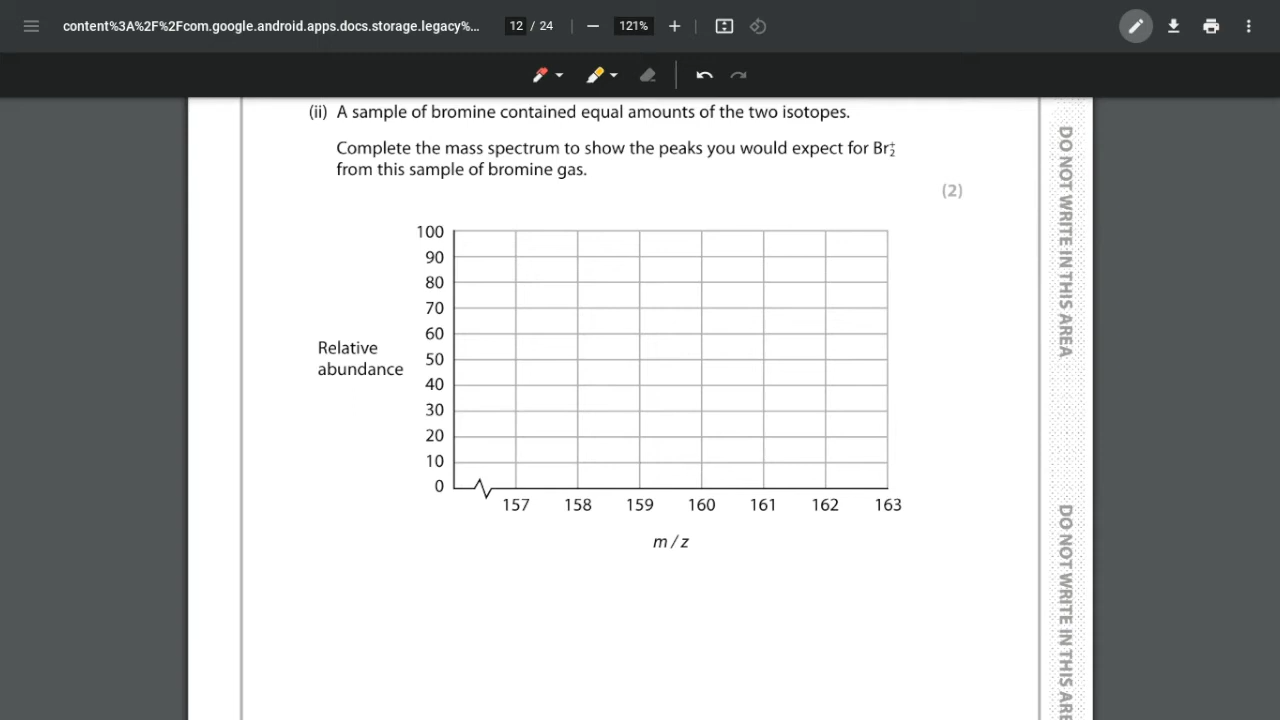 content%3A%2F%2Fcom.google.android.apps.docs.storage.legacy%...
12 / 24
121%
(ii) A sample of bromine contained equal amounts of the two isotopes.
Complete the mass spectrum to show the peaks you would expect for Br₂⁺
from this sample of bromine gas.
(2)
100
90
80
70
60
50
40
30
20
10
0
Relative
abundance
157 158 159 160 161 162 163
m / z
DO NOT WRITE IN THIS AREA
DO NOT WRITE IN THIS ARE